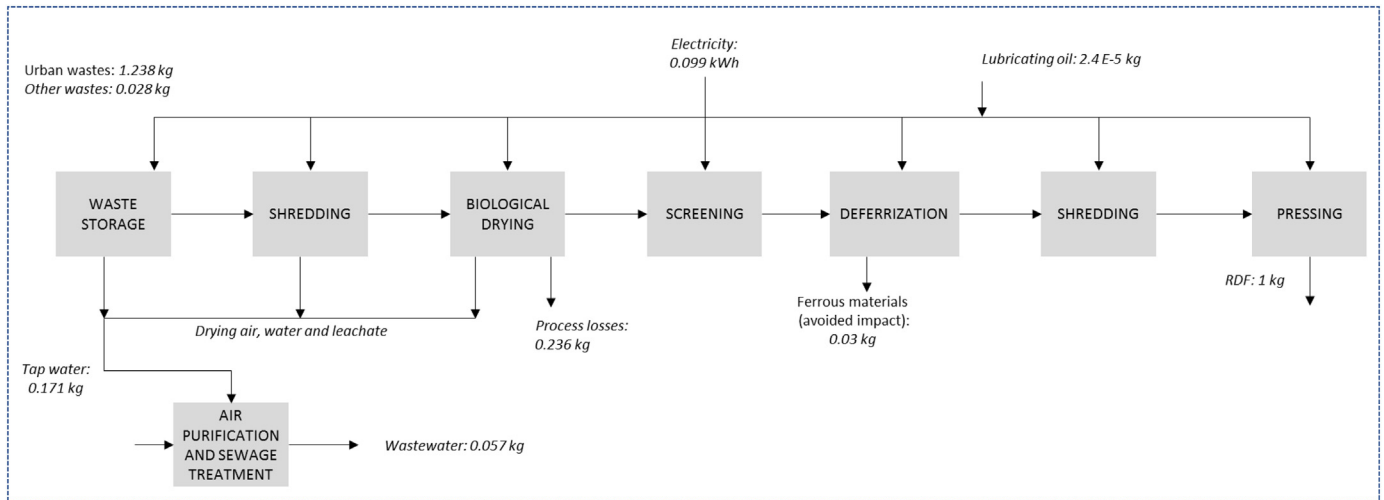 Electricity:
0.099 kWh
Lubricating oil: 2.4 E-5 kg
Urban wastes: 1.238 kg
Other wastes: 0.028 kg
WASTE
STORAGE
SHREDDING
BIOLOGICAL
DRYING
SCREENING
DEFERRIZATION
SHREDDING
PRESSING
RDF: 1 kg
Drying air, water and leachate
Process losses:
0.236 kg
Ferrous materials
(avoided impact):
0.03 kg
Tap water:
0.171 kg
AIR
PURIFICATION
AND SEWAGE
TREATMENT
Wastewater: 0.057 kg